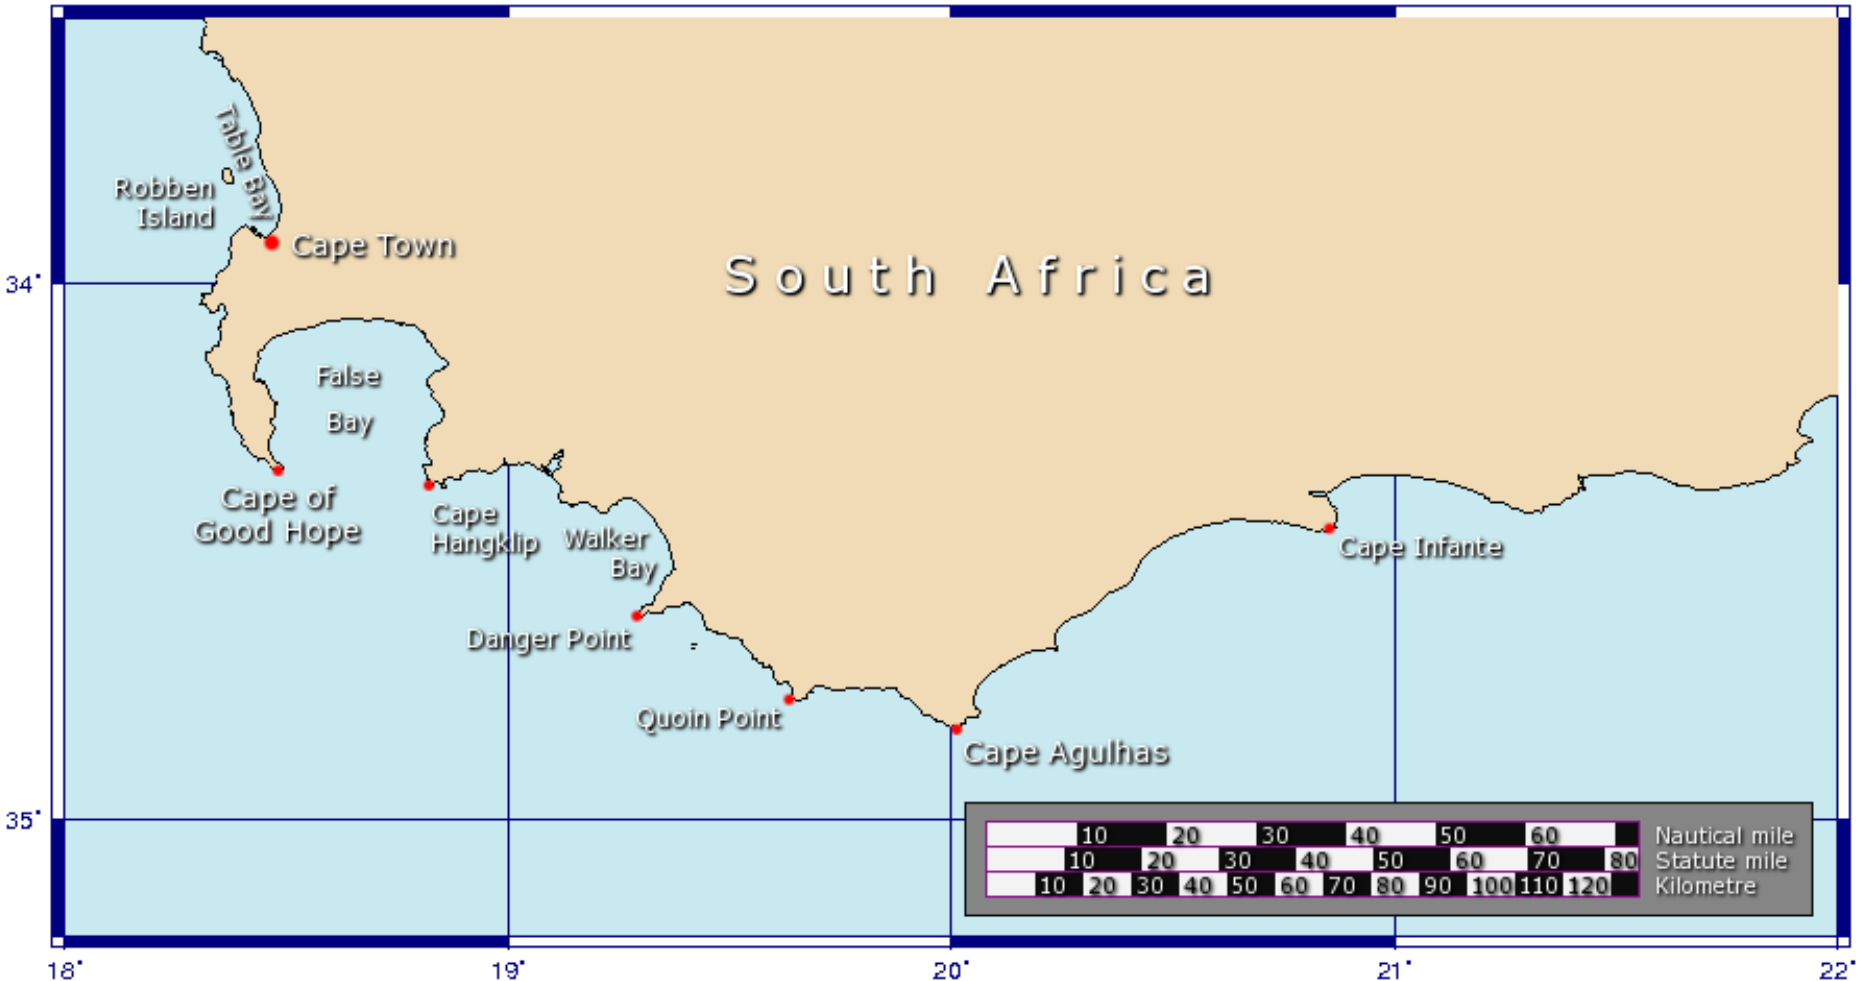 Table Bay
Robben
Island
Cape Town
South Africa
34°
False
Bay
Cape of
Good Hope
Cape
Hangklip
Walker
Bay
Cape Infante
Danger Point
Quoin Point
Cape Agulhas
35°
10 20 30 40 50 60 Nautical mile
10 20 30 40 50 60 70 80 Statute mile
10 20 30 40 50 60 70 80 90 100 110 120 Kilometre
18° 19° 20° 21° 22°